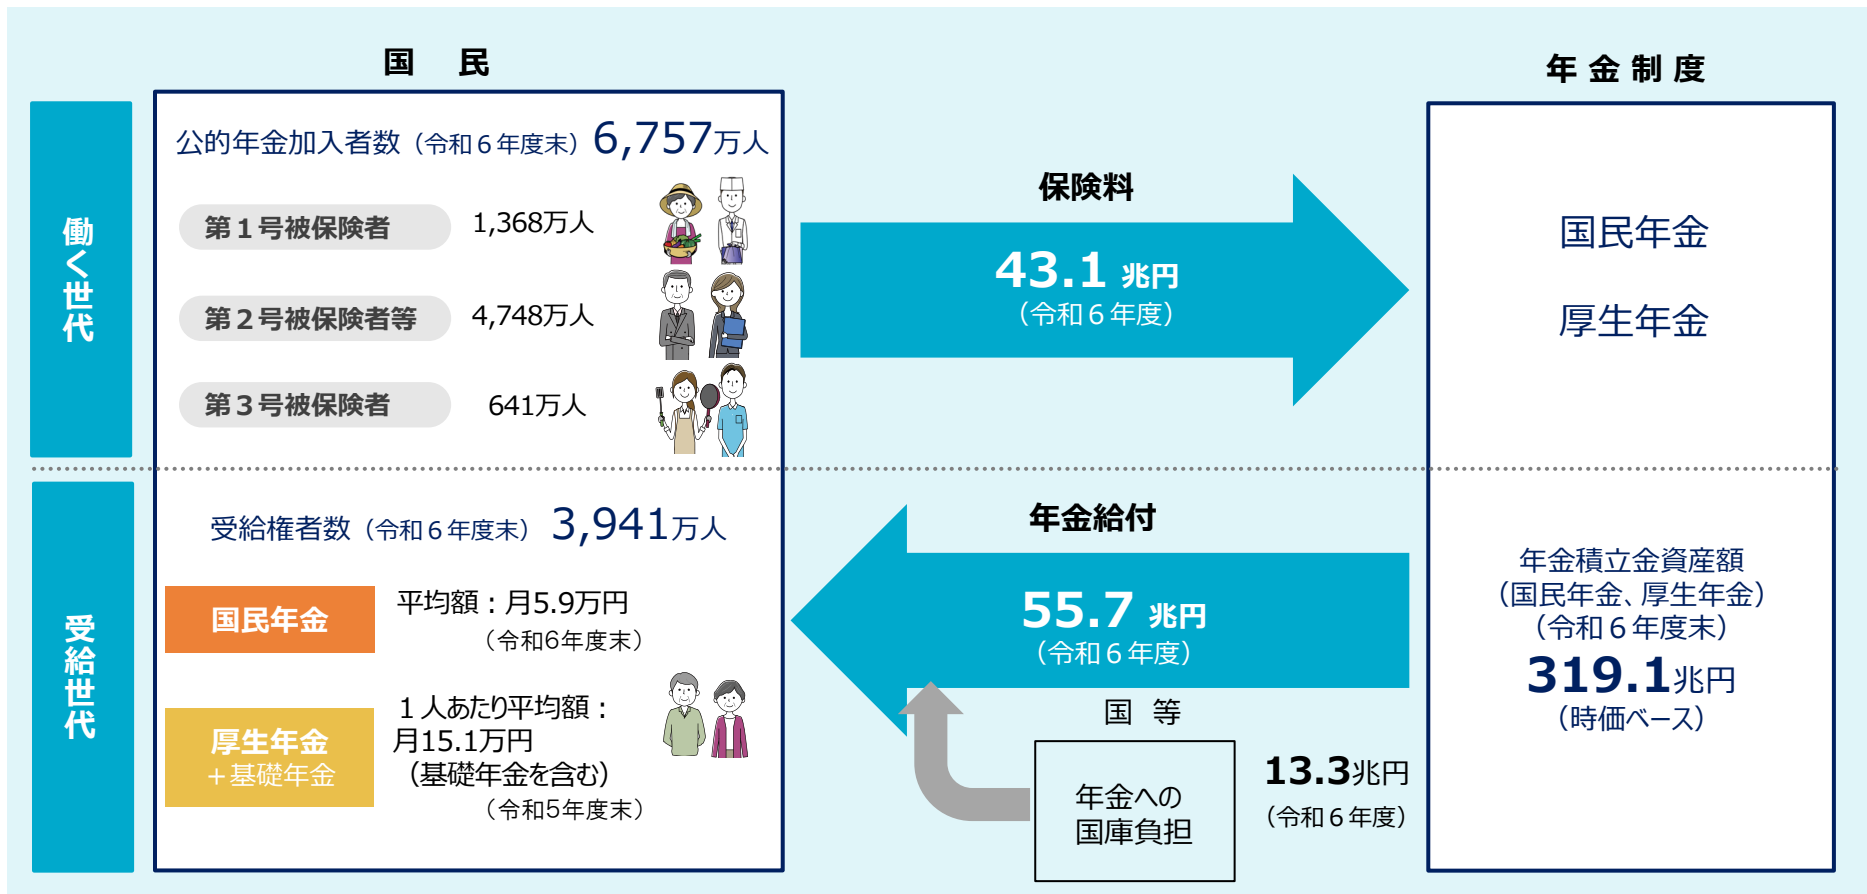 国 民
働く世代
公的年金加入者数（令和６年度末）6,757万人
第１号被保険者 1,368万人
第２号被保険者等 4,748万人
第３号被保険者 641万人
保険料
43.1 兆円
（令和６年度）
年金制度
国民年金
厚生年金
受給世代
受給権者数（令和６年度末）3,941万人
国民年金
平均額：月5.9万円
（令和6年度末）
厚生年金
＋基礎年金
１人あたり平均額：
月15.1万円
（基礎年金を含む）
（令和5年度末）
年金給付
55.7 兆円
（令和６年度）
国 等
年金への
国庫負担
13.3兆円
（令和６年度）
年金積立金資産額
（国民年金、厚生年金）
（令和６年度末）
319.1兆円
（時価ベース）